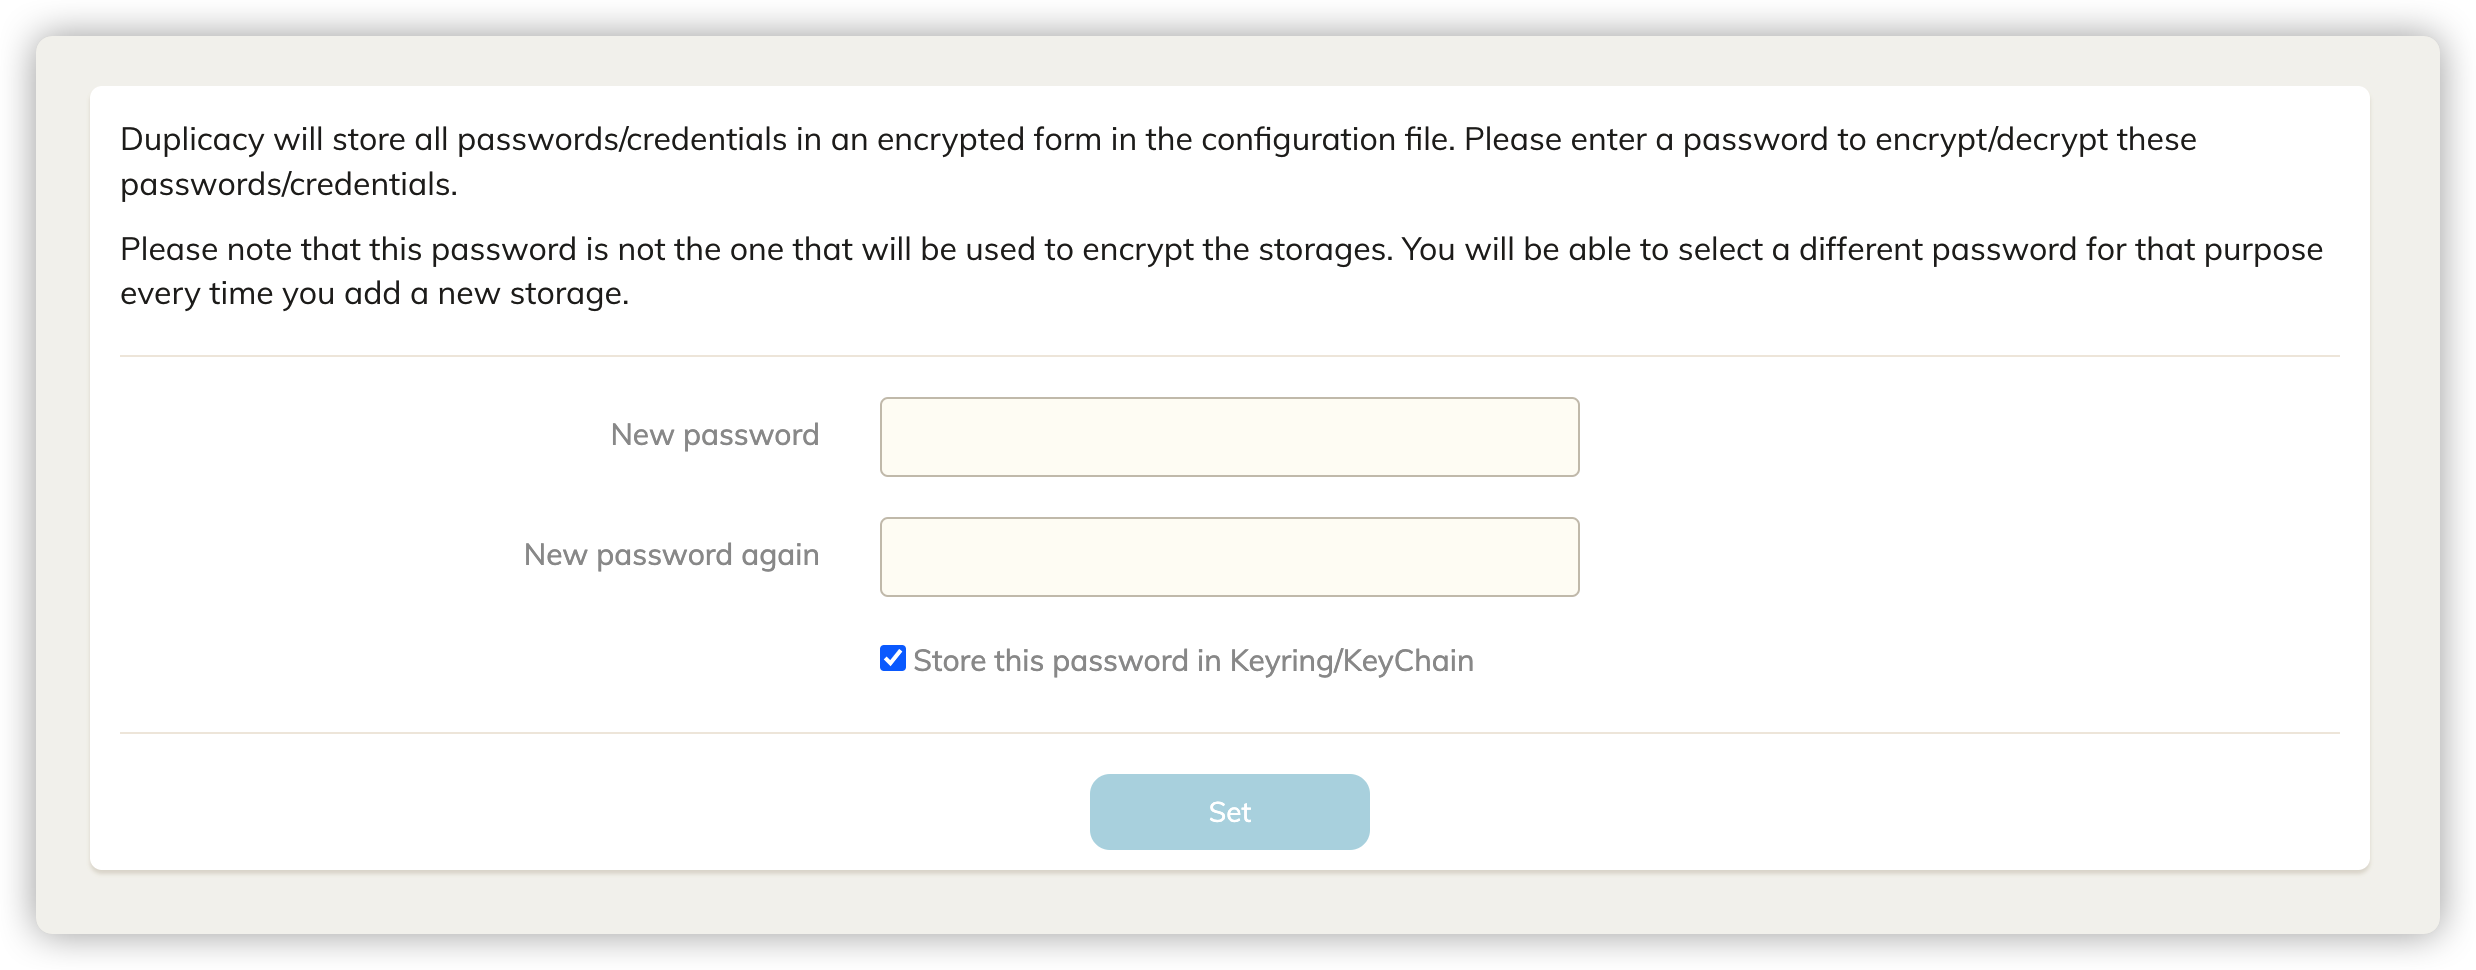 Duplicacy will store all passwords/credentials in an encrypted form in the configuration file. Please enter a password to encrypt/decrypt these
passwords/credentials.
Please note that this password is not the one that will be used to encrypt the storages. You will be able to select a different password for that purpose
every time you add a new storage.
New password
New password again
Store this password in Keyring/KeyChain
Set